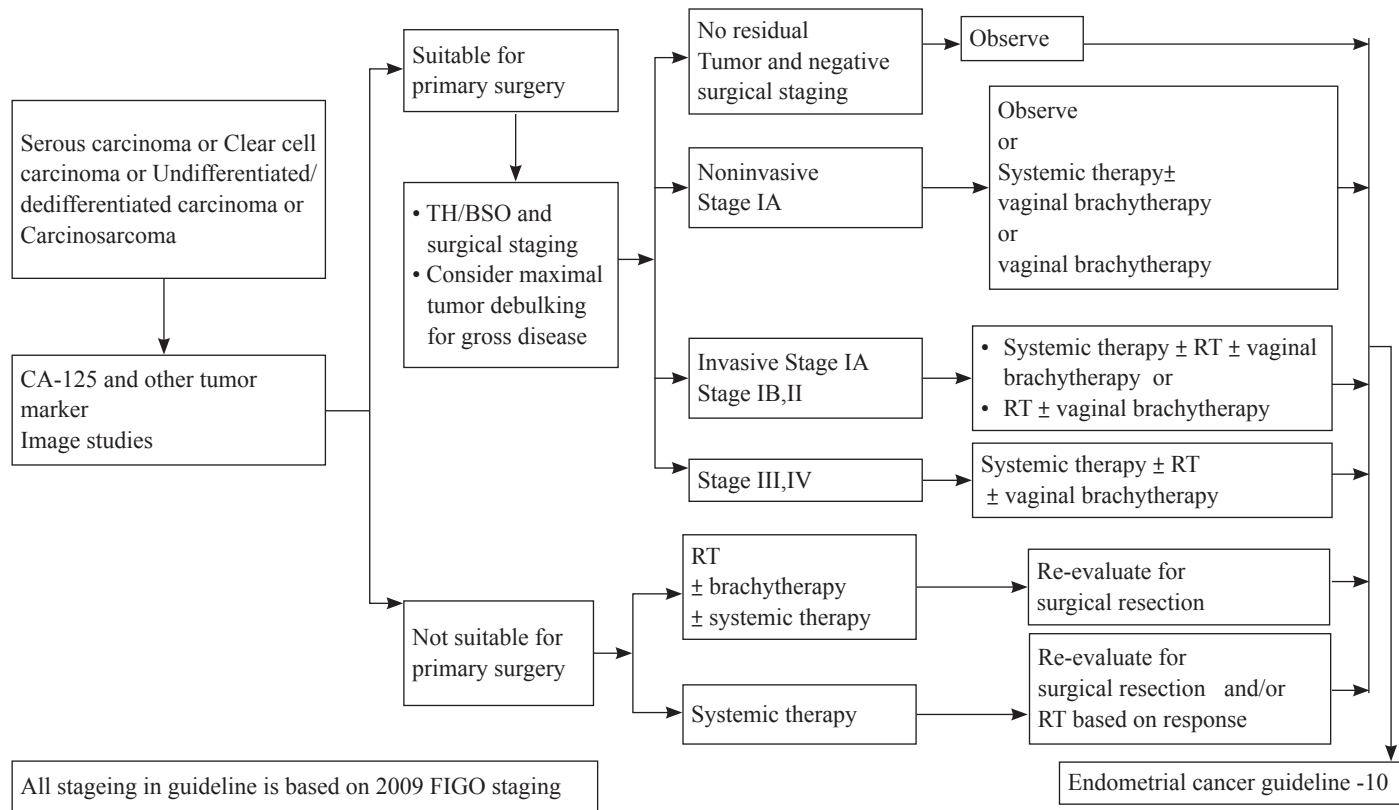 Serous carcinoma or Clear cell
carcinoma or Undifferentiated/
dedifferentiated carcinoma or
Carcinosarcoma
CA-125 and other tumor
marker
Image studies
Suitable for
primary surgery
• TH/BSO and
surgical staging
• Consider maximal
tumor debulking
for gross disease
Not suitable for
primary surgery
No residual
Tumor and negative
surgical staging
Observe
Noninvasive
Stage IA
Observe
or
Systemic therapy±
vaginal brachytherapy
or
vaginal brachytherapy
Invasive Stage IA
Stage IB,II
• Systemic therapy ± RT ± vaginal
brachytherapy or
• RT ± vaginal brachytherapy
Stage III,IV
Systemic therapy ± RT
± vaginal brachytherapy
RT
± brachytherapy
± systemic therapy
Re-evaluate for
surgical resection
Systemic therapy
Re-evaluate for
surgical resection and/or
RT based on response
All stageing in guideline is based on 2009 FIGO staging
Endometrial cancer guideline -10